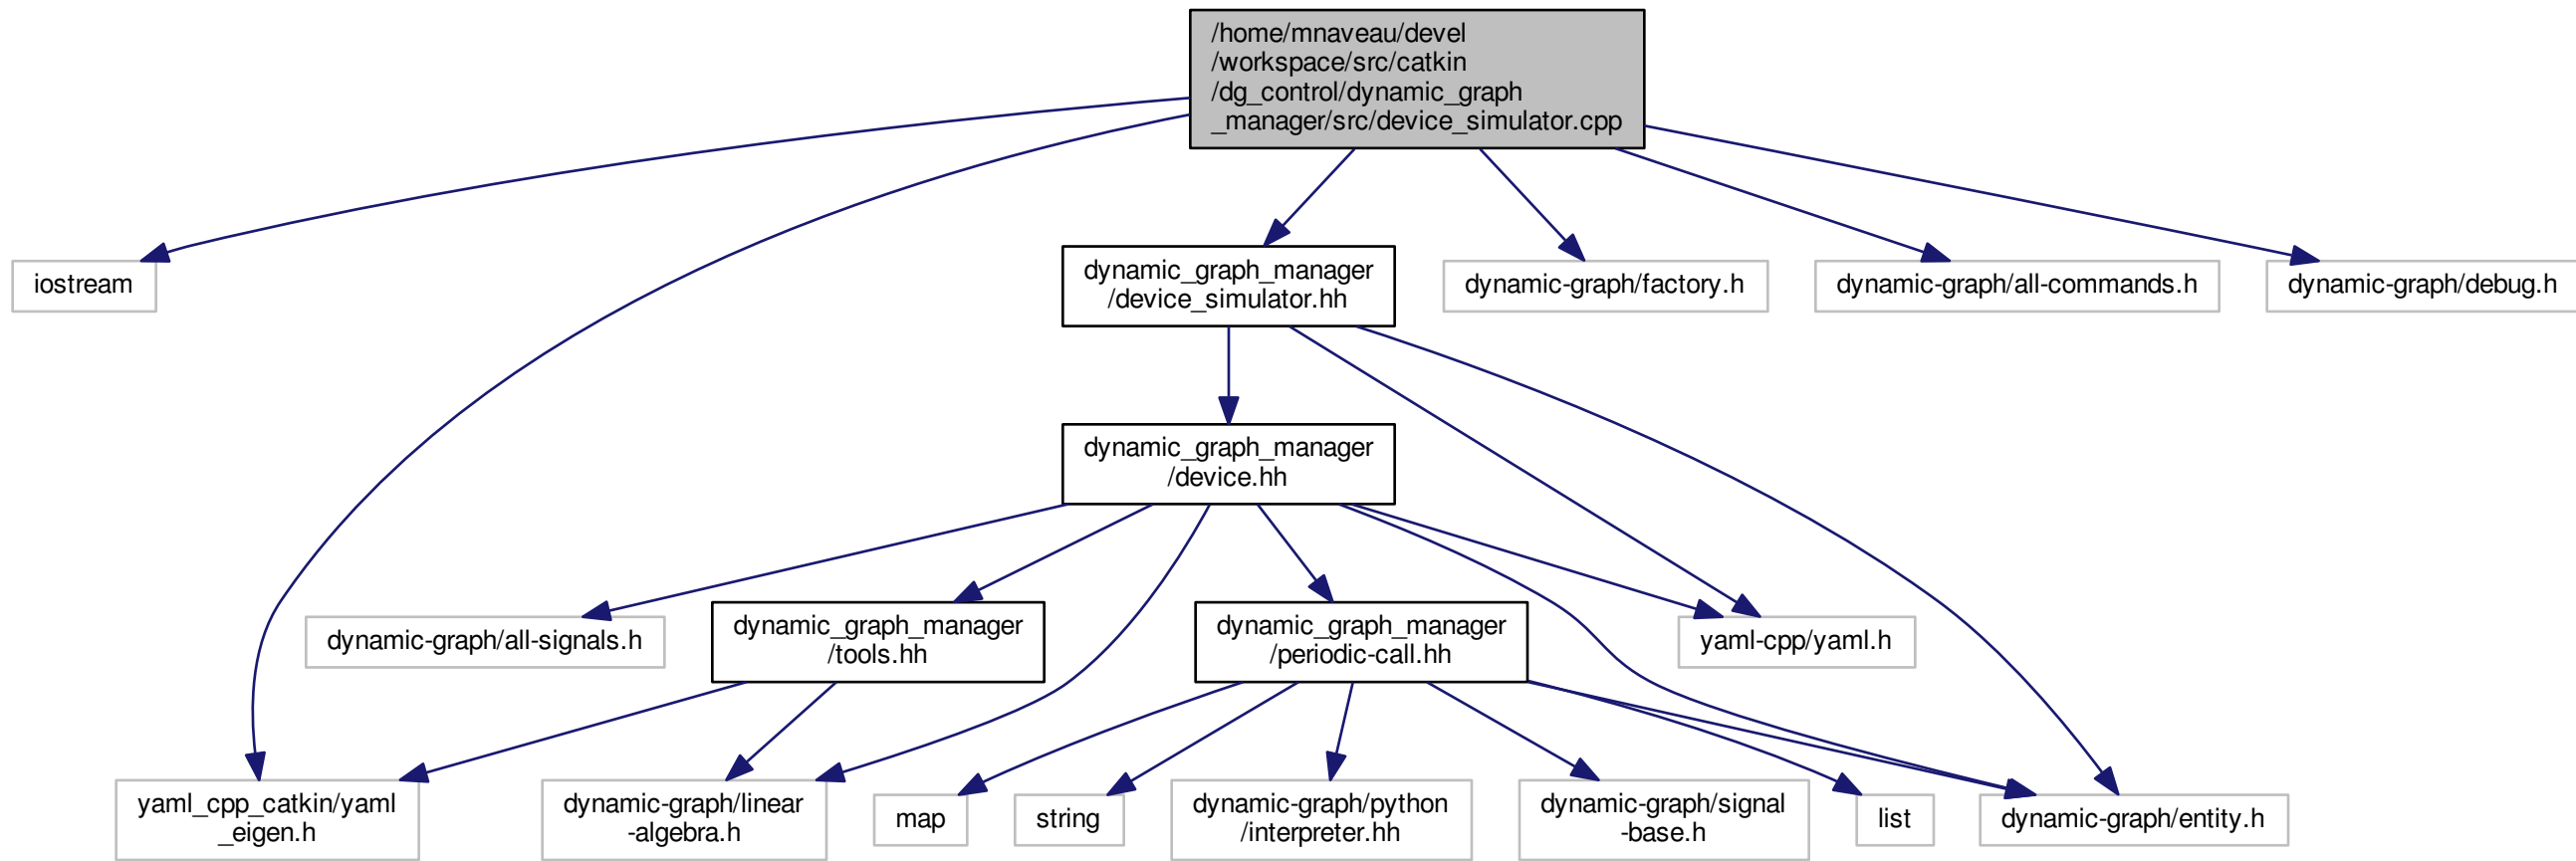 /home/mnaveau/devel
/workspace/src/catkin
/dg_control/dynamic_graph
_manager/src/device_simulator.cpp
iostream
dynamic_graph_manager
/device_simulator.hh
dynamic-graph/factory.h
dynamic-graph/all-commands.h
dynamic-graph/debug.h
dynamic_graph_manager
/device.hh
dynamic-graph/all-signals.h
dynamic_graph_manager
/tools.hh
dynamic_graph_manager
/periodic-call.hh
yaml-cpp/yaml.h
yaml_cpp_catkin/yaml
_eigen.h
dynamic-graph/linear
-algebra.h
map
string
dynamic-graph/python
/interpreter.hh
dynamic-graph/signal
-base.h
list
dynamic-graph/entity.h